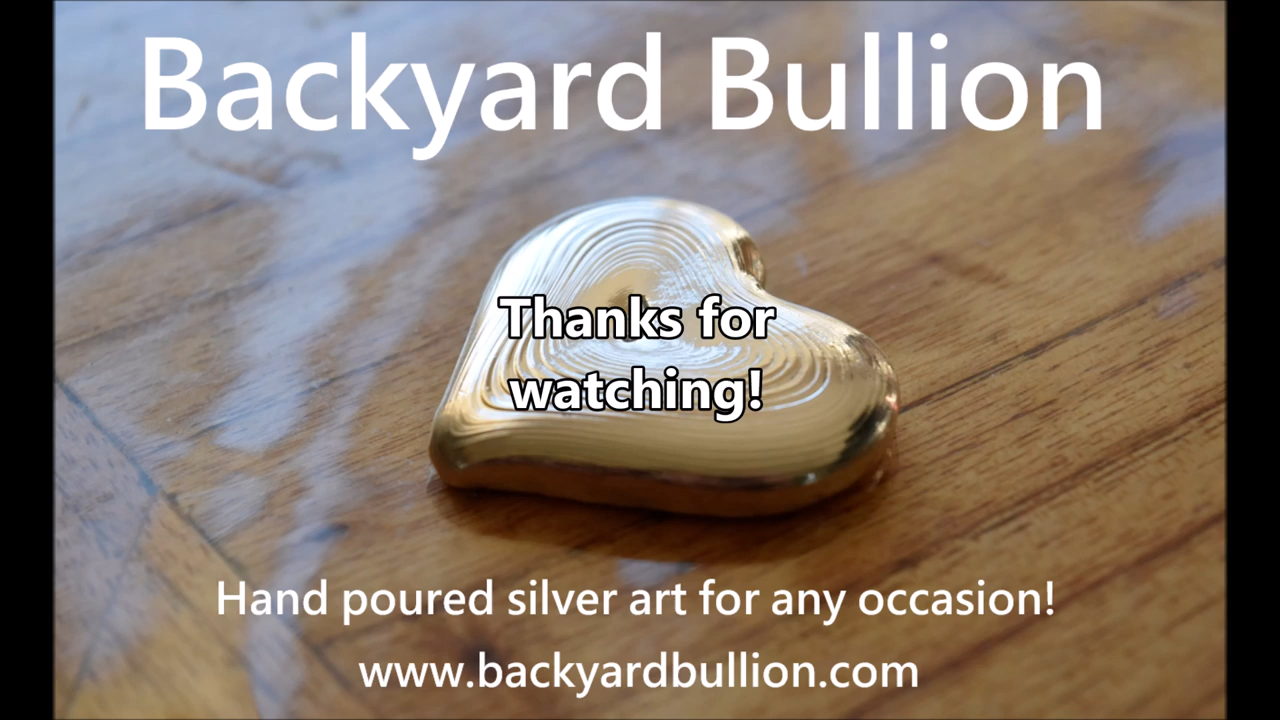 Backyard Bullion
Thanks for
watching!
Hand poured silver art for any occasion!
www.backyardbullion.com